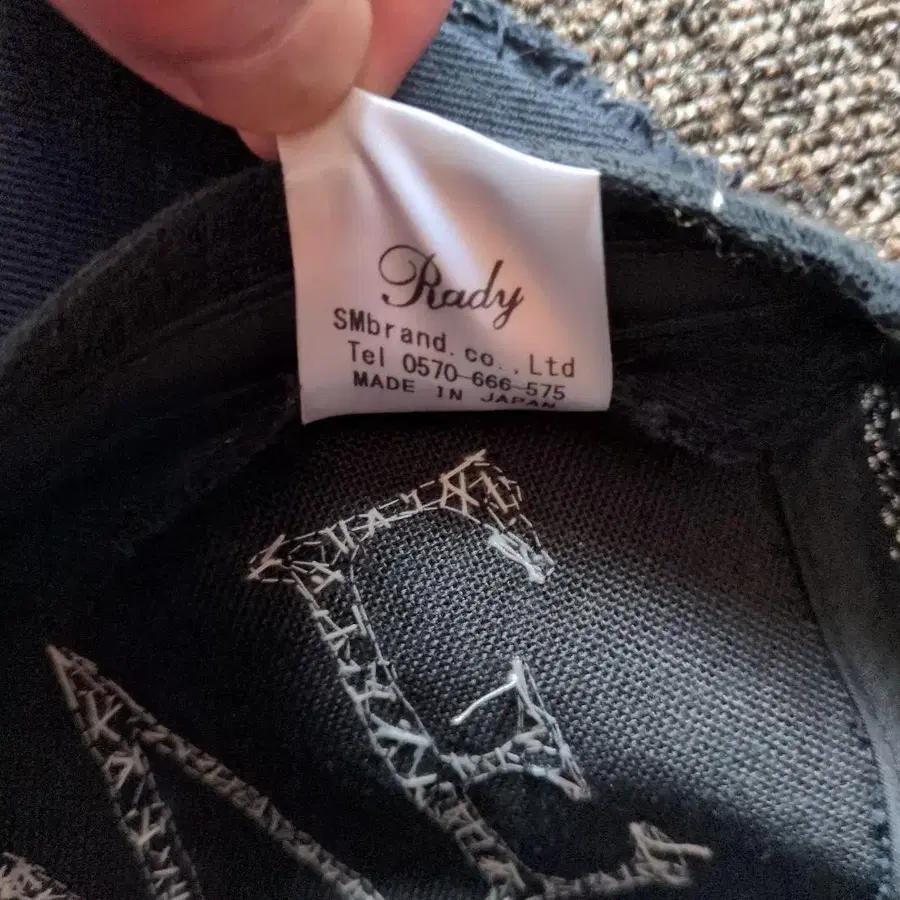 Rady
SMbrand.co.,Ltd
Tel 0570-666-575
MADE IN JAPAN